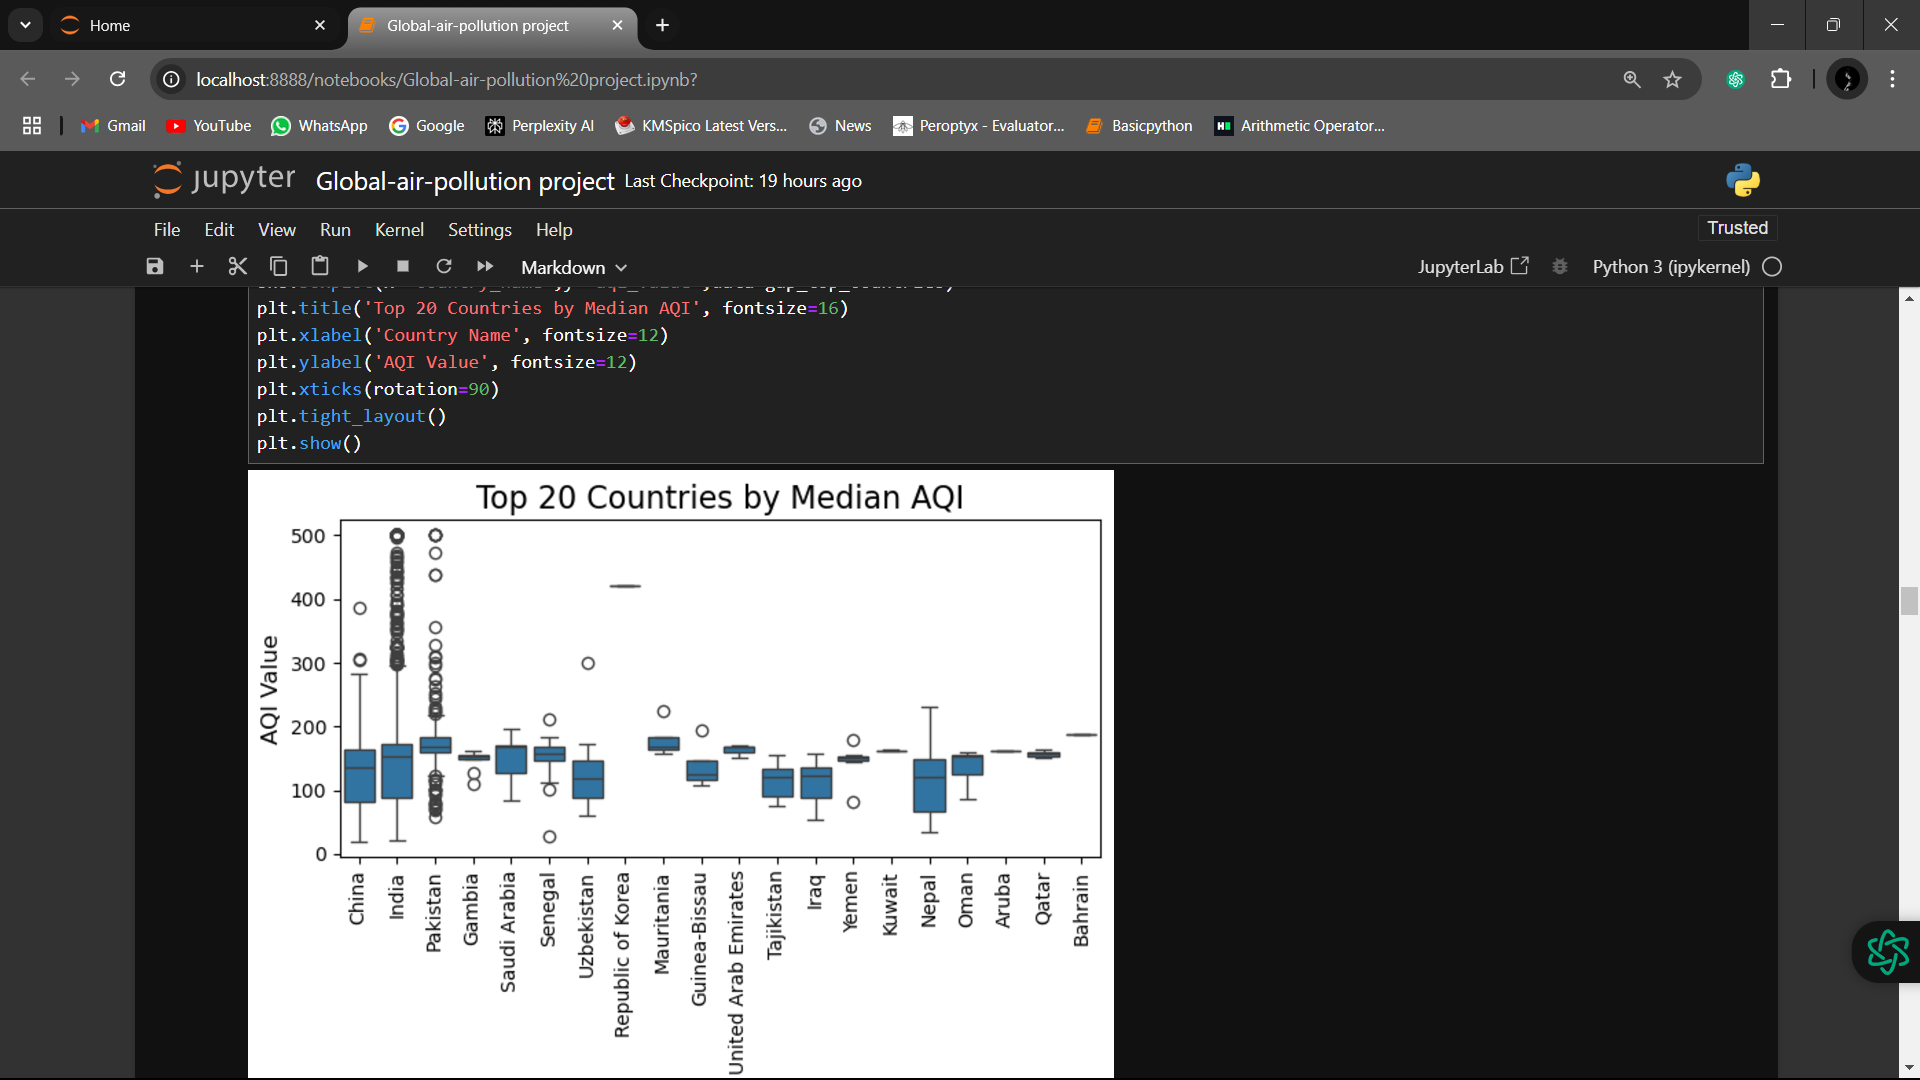 Home
Global-air-pollution project
localhost:8888/notebooks/Global-air-pollution%20project.ipynb?
Gmail YouTube WhatsApp Google Perplexity AI KMSpico Latest Vers... News Peroptyx - Evaluator... Basicpython Arithmetic Operator...
jupyter Global-air-pollution project Last Checkpoint: 19 hours ago
File Edit View Run Kernel Settings Help Trusted
Markdown JupyterLab Python 3 (ipykernel)
plt.title('Top 20 Countries by Median AQI', fontsize=16)
plt.xlabel('Country Name', fontsize=12)
plt.ylabel('AQI Value', fontsize=12)
plt.xticks(rotation=90)
plt.tight_layout()
plt.show()
Top 20 Countries by Median AQI
AQI Value
500
400
300
200
100
0
China
India
Pakistan
Gambia
Saudi Arabia
Senegal
Uzbekistan
Republic of Korea
Mauritania
Guinea-Bissau
United Arab Emirates
Tajikistan
Iraq
Yemen
Kuwait
Nepal
Oman
Aruba
Qatar
Bahrain